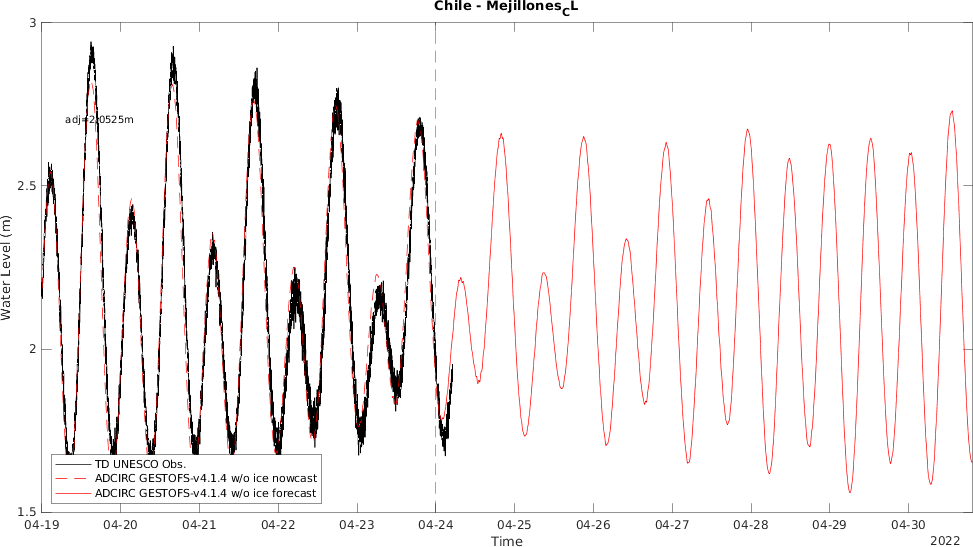 Chile - Mejillones_CL
3
adj=2.0525m
2.5
Water Level (m)
2
TD UNESCO Obs.
ADCIRC GESTOFS-v4.1.4 w/o ice nowcast
ADCIRC GESTOFS-v4.1.4 w/o ice forecast
1.5
04-19 04-20 04-21 04-22 04-23 04-24 04-25 04-26 04-27 04-28 04-29 04-30
Time
2022